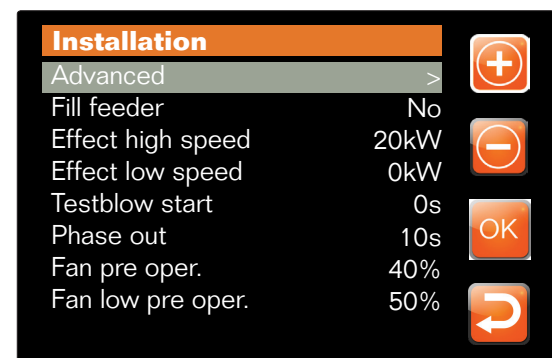 Installation
Advanced >
Fill feeder No
Effect high speed 20kW
Effect low speed 0kW
Testblow start 0s
Phase out 10s
Fan pre oper. 40%
Fan low pre oper. 50%
+
−
OK